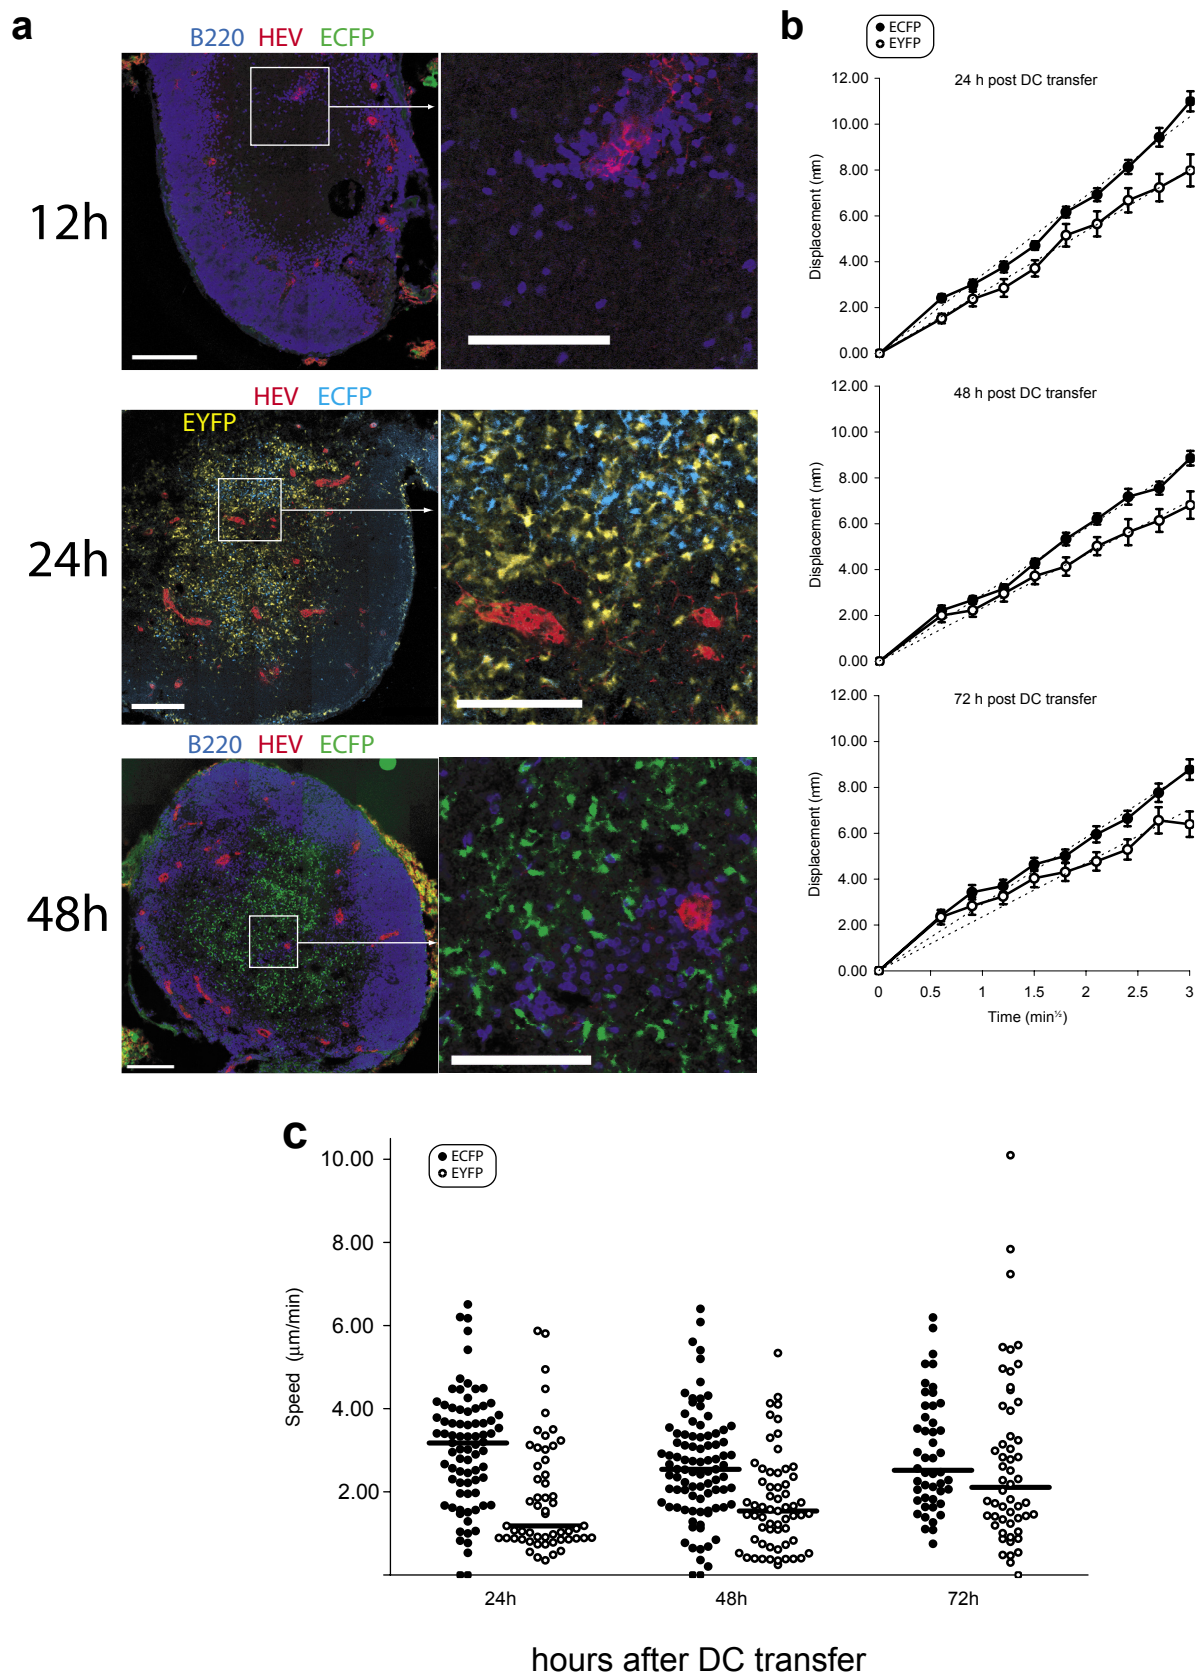 a
B220 HEV ECFP
12h
HEV ECFP
EYFP
24h
B220 HEV ECFP
48h
b
ECFP
EYFP
24 h post DC transfer
12.00
10.00
8.00
6.00
4.00
2.00
0.00
Displacement (mm)
48 h post DC transfer
12.00
10.00
8.00
6.00
4.00
2.00
0.00
Displacement (mm)
72 h post DC transfer
12.00
10.00
8.00
6.00
4.00
2.00
0.00
Displacement (mm)
0 0.5 1 1.5 2 2.5 3
Time (min½)
c
ECFP
EYFP
10.00
8.00
6.00
4.00
2.00
Speed (μm/min)
24h 48h 72h
hours after DC transfer